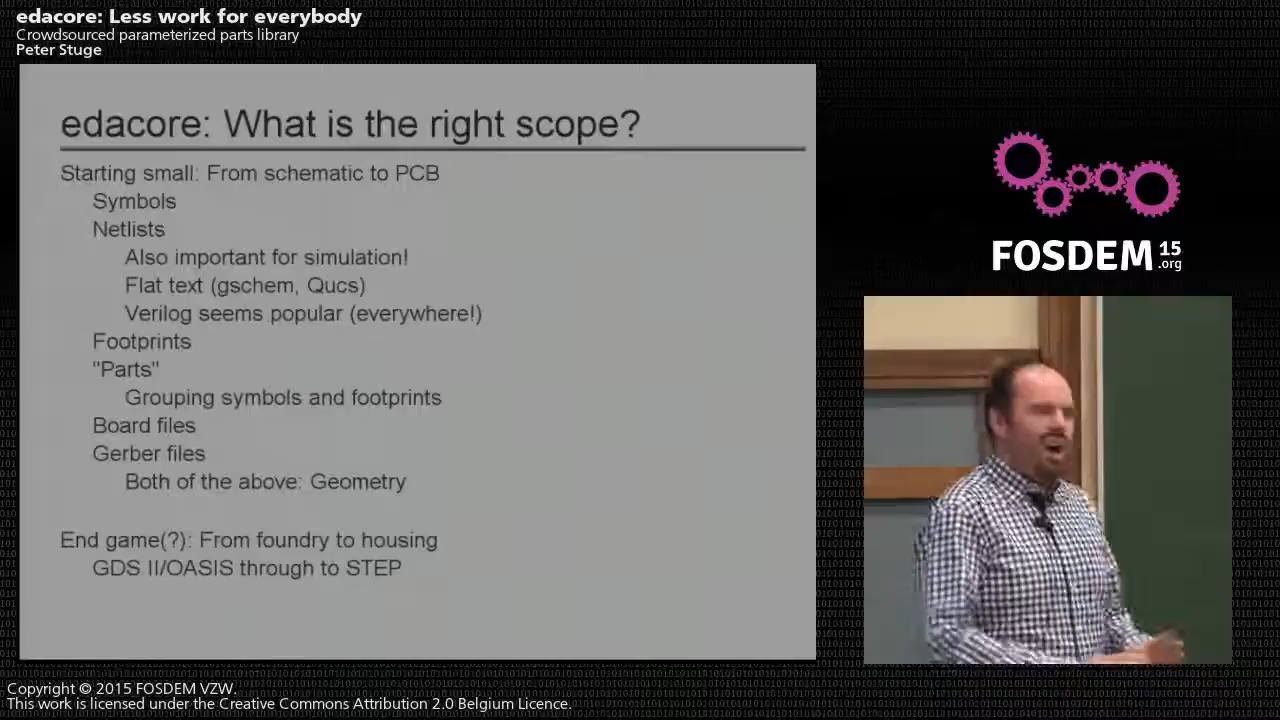 edacore: Less work for everybody
Crowdsourced parameterized parts library
Peter Stuge
edacore: What is the right scope?
Starting small: From schematic to PCB
Symbols
Netlists
Also important for simulation!
Flat text (gschem, Qucs)
Verilog seems popular (everywhere!)
Footprints
"Parts"
Grouping symbols and footprints
Board files
Gerber files
Both of the above: Geometry
End game(?): From foundry to housing
GDS II/OASIS through to STEP
FOSDEM 15
.org
Copyright © 2015 FOSDEM VZW.
This work is licensed under the Creative Commons Attribution 2.0 Belgium Licence.